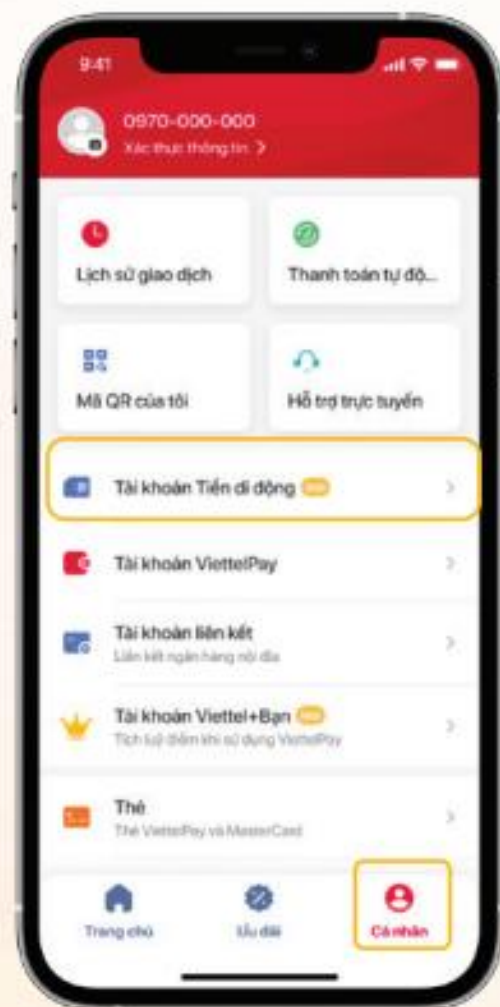 9:41
0970-000-000
Xác thực thông tin >
Lịch sử giao dịch
Thanh toán tự độ...
Mã QR của tôi
Hỗ trợ trực tuyến
Tài khoản Tiền di động
Tài khoản ViettelPay
Tài khoản liên kết
Liên kết ngân hàng nội địa
Tài khoản Viettel+Bạn
Tích luỹ điểm khi sử dụng ViettelPay
Thẻ
Thẻ ViettelPay và MasterCard
Trang chủ
Ưu đãi
Cá nhân